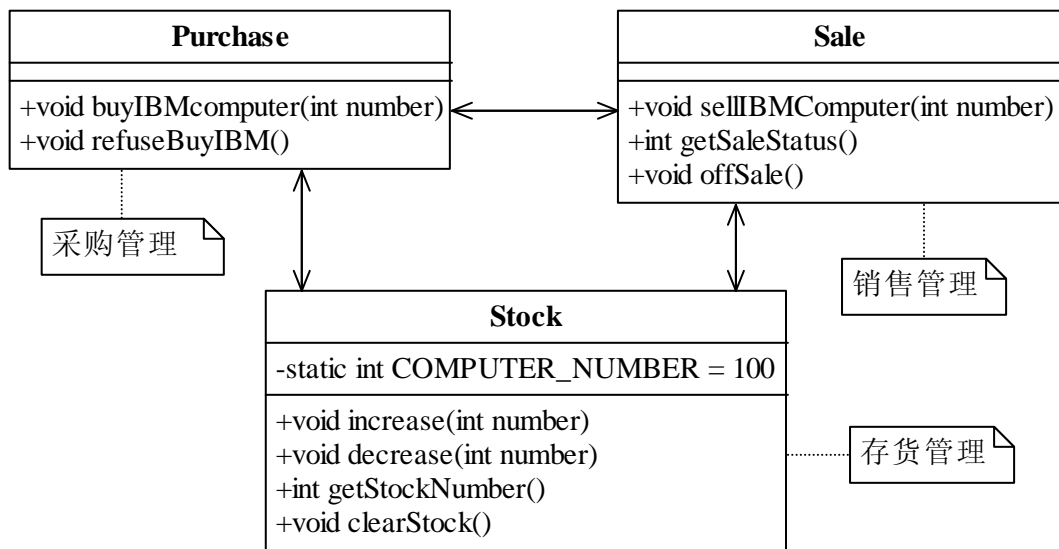 Purchase
+void buyIBMcomputer(int number)
+void refuseBuyIBM()
采购管理
Sale
+void sellIBMComputer(int number)
+int getSaleStatus()
+void offSale()
销售管理
Stock
-static int COMPUTER_NUMBER = 100
+void increase(int number)
+void decrease(int number)
+int getStockNumber()
+void clearStock()
存货管理